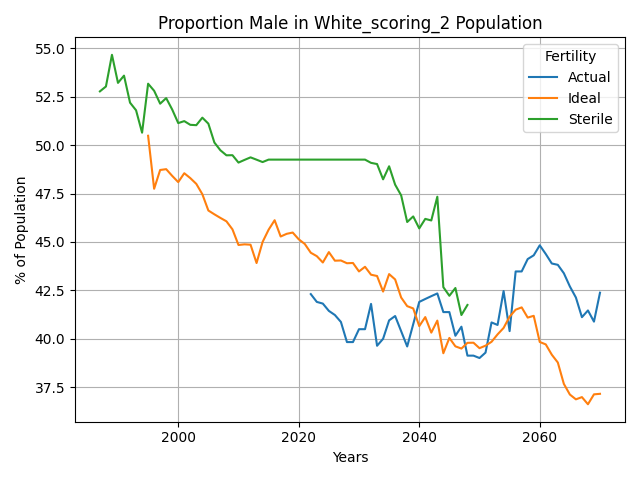 Proportion Male in White_scoring_2 Population
Fertility
Actual
Ideal
Sterile
% of Population
55.0
52.5
50.0
47.5
45.0
42.5
40.0
37.5
2000
2020
2040
2060
Years